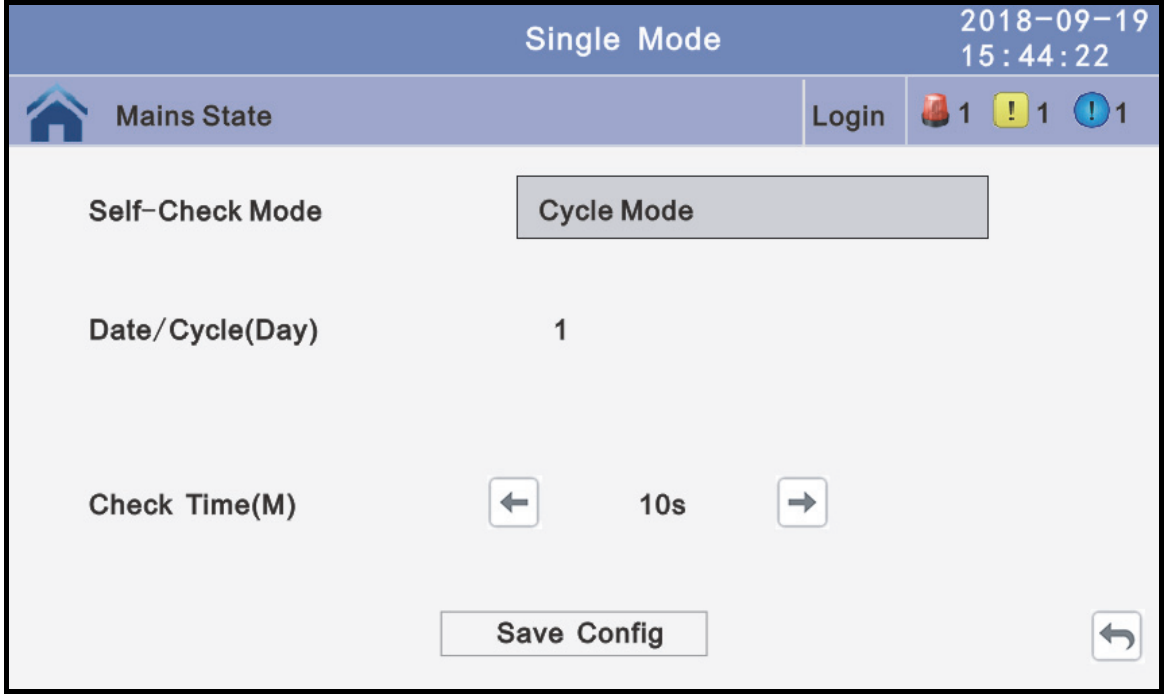 Single Mode
2018-09-19
15:44:22
Mains State
Login
1
! 1
! 1
Self-Check Mode
Cycle Mode
Date/Cycle(Day)
1
Check Time(M)
10s
Save Config